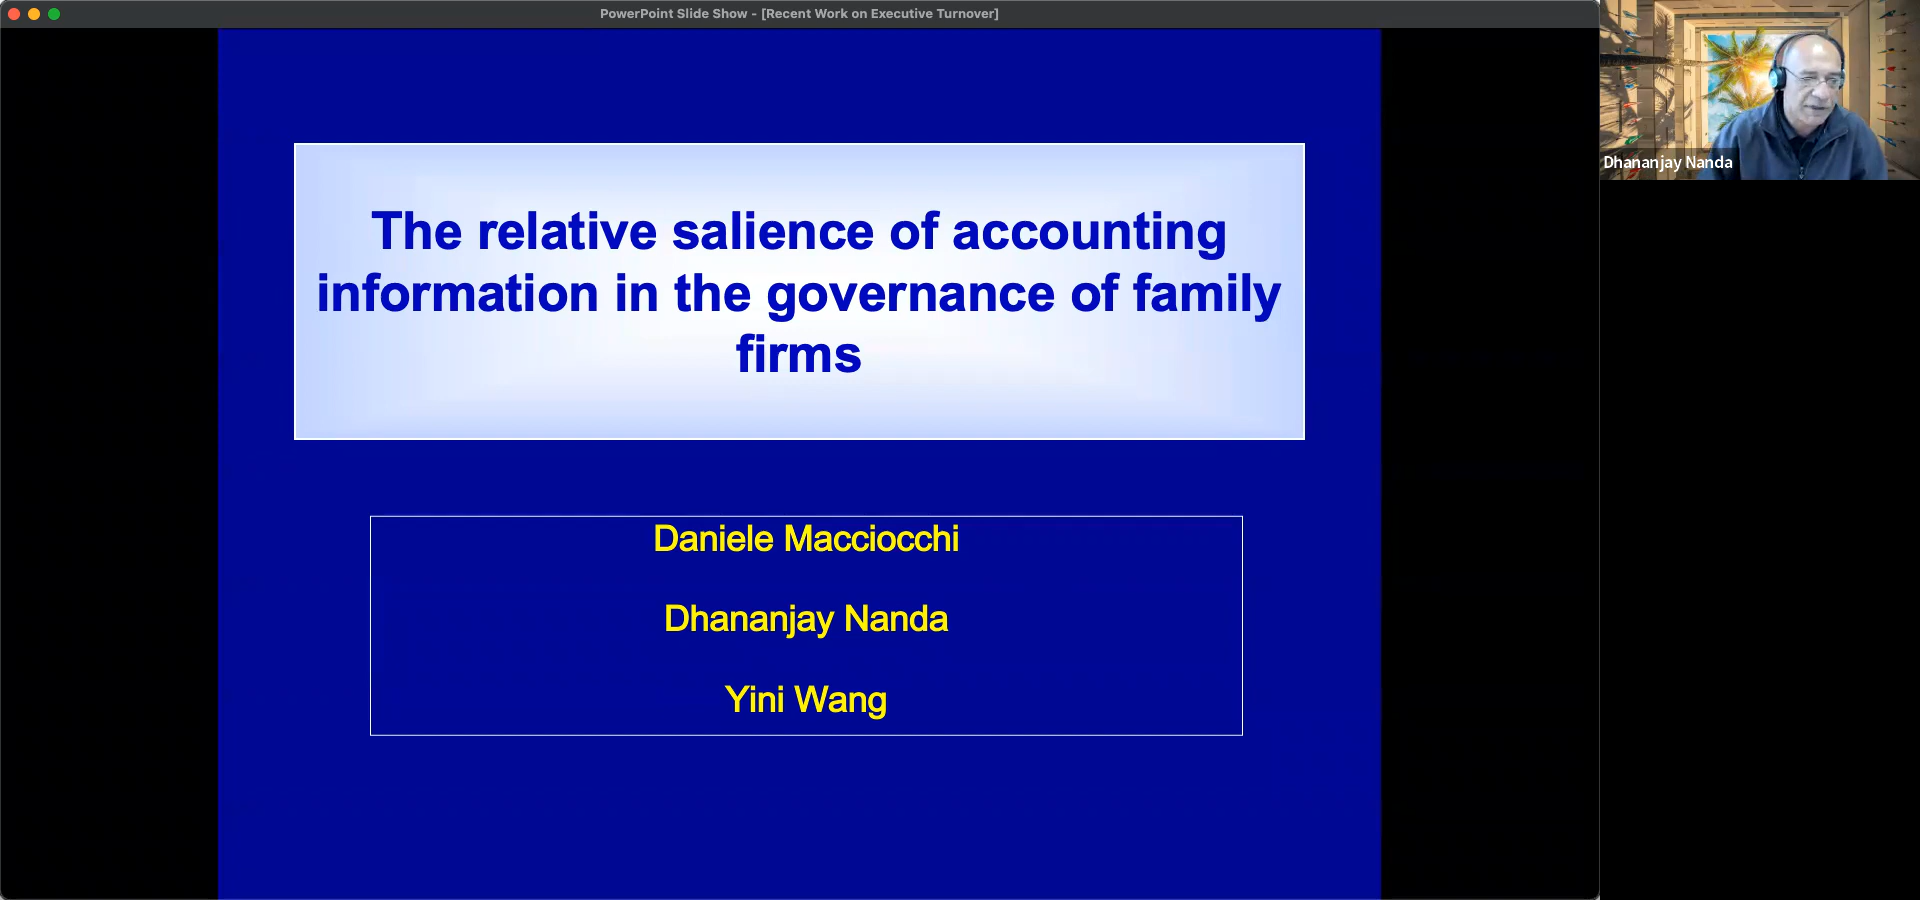 PowerPoint Slide Show - [Recent Work on Executive Turnover]
The relative salience of accounting
information in the governance of family
firms
Daniele Macciocchi
Dhananjay Nanda
Yini Wang
Dhananjay Nanda